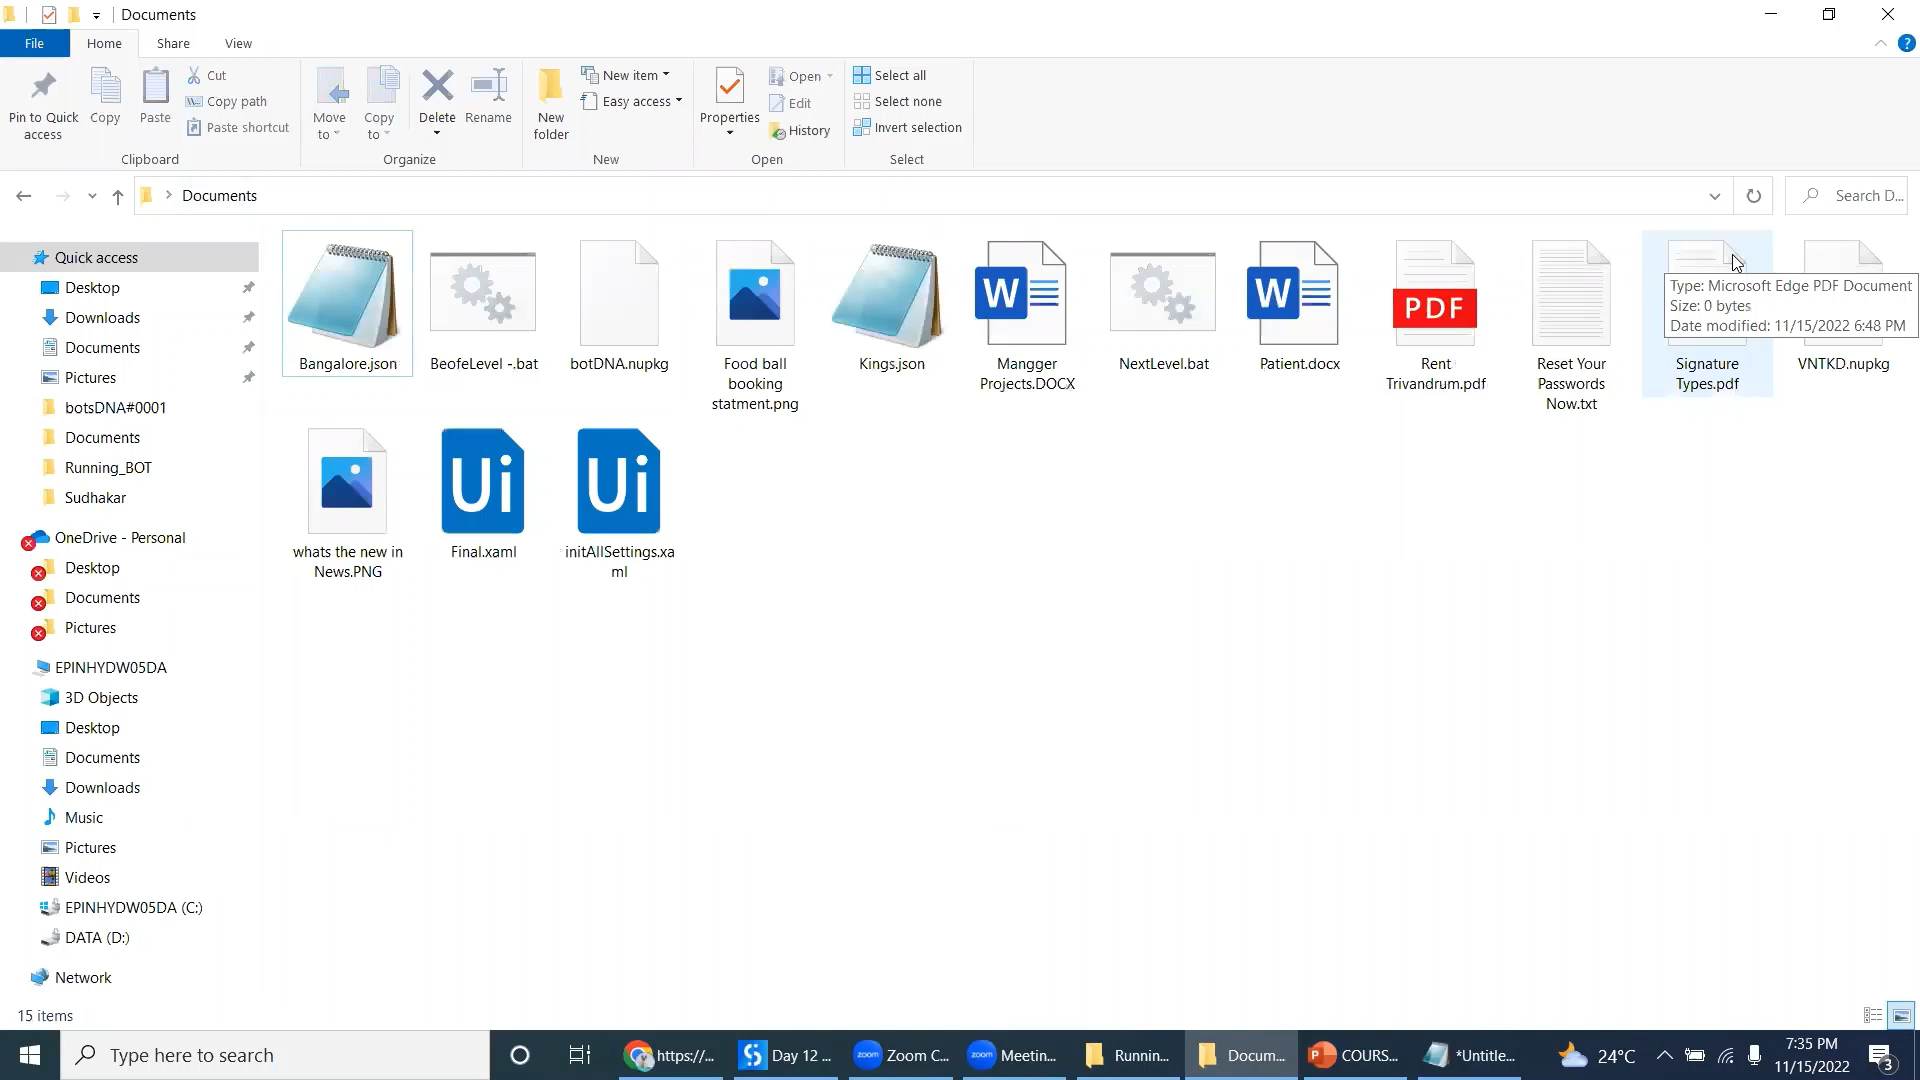 Documents
File
Home
Share
View
Pin to Quick
access
Copy
Paste
Cut
Copy path
Paste shortcut
Clipboard
Move
to
Copy
to
Delete
Rename
Organize
New
folder
New item
Easy access
New
Properties
Open
Edit
History
Open
Select all
Select none
Invert selection
Select
Documents
Search D...
Quick access
Desktop
Downloads
Documents
Pictures
botsDNA#0001
Documents
Running_BOT
Sudhakar
OneDrive - Personal
Desktop
Documents
Pictures
EPINHYDW05DA
3D Objects
Desktop
Documents
Downloads
Music
Pictures
Videos
EPINHYDW05DA (C:)
DATA (D:)
Network
Bangalore.json
BeofeLevel -.bat
botDNA.nupkg
Food ball
booking
statment.png
Kings.json
W
Mangger
Projects.DOCX
NextLevel.bat
W
Patient.docx
PDF
Rent
Trivandrum.pdf
Reset Your
Passwords
Now.txt
Type: Microsoft Edge PDF Document
Size: 0 bytes
Date modified: 11/15/2022 6:48 PM
Signature
Types.pdf
VNTKD.nupkg
whats the new in
News.PNG
Ui
Final.xaml
Ui
initAllSettings.xa
ml
15 items
Type here to search
https://...
Day 12 ...
zoom
Zoom C...
zoom
Meetin...
Runnin...
Docum...
P
COURS...
*Untitle...
24°C
7:35 PM
11/15/2022
3